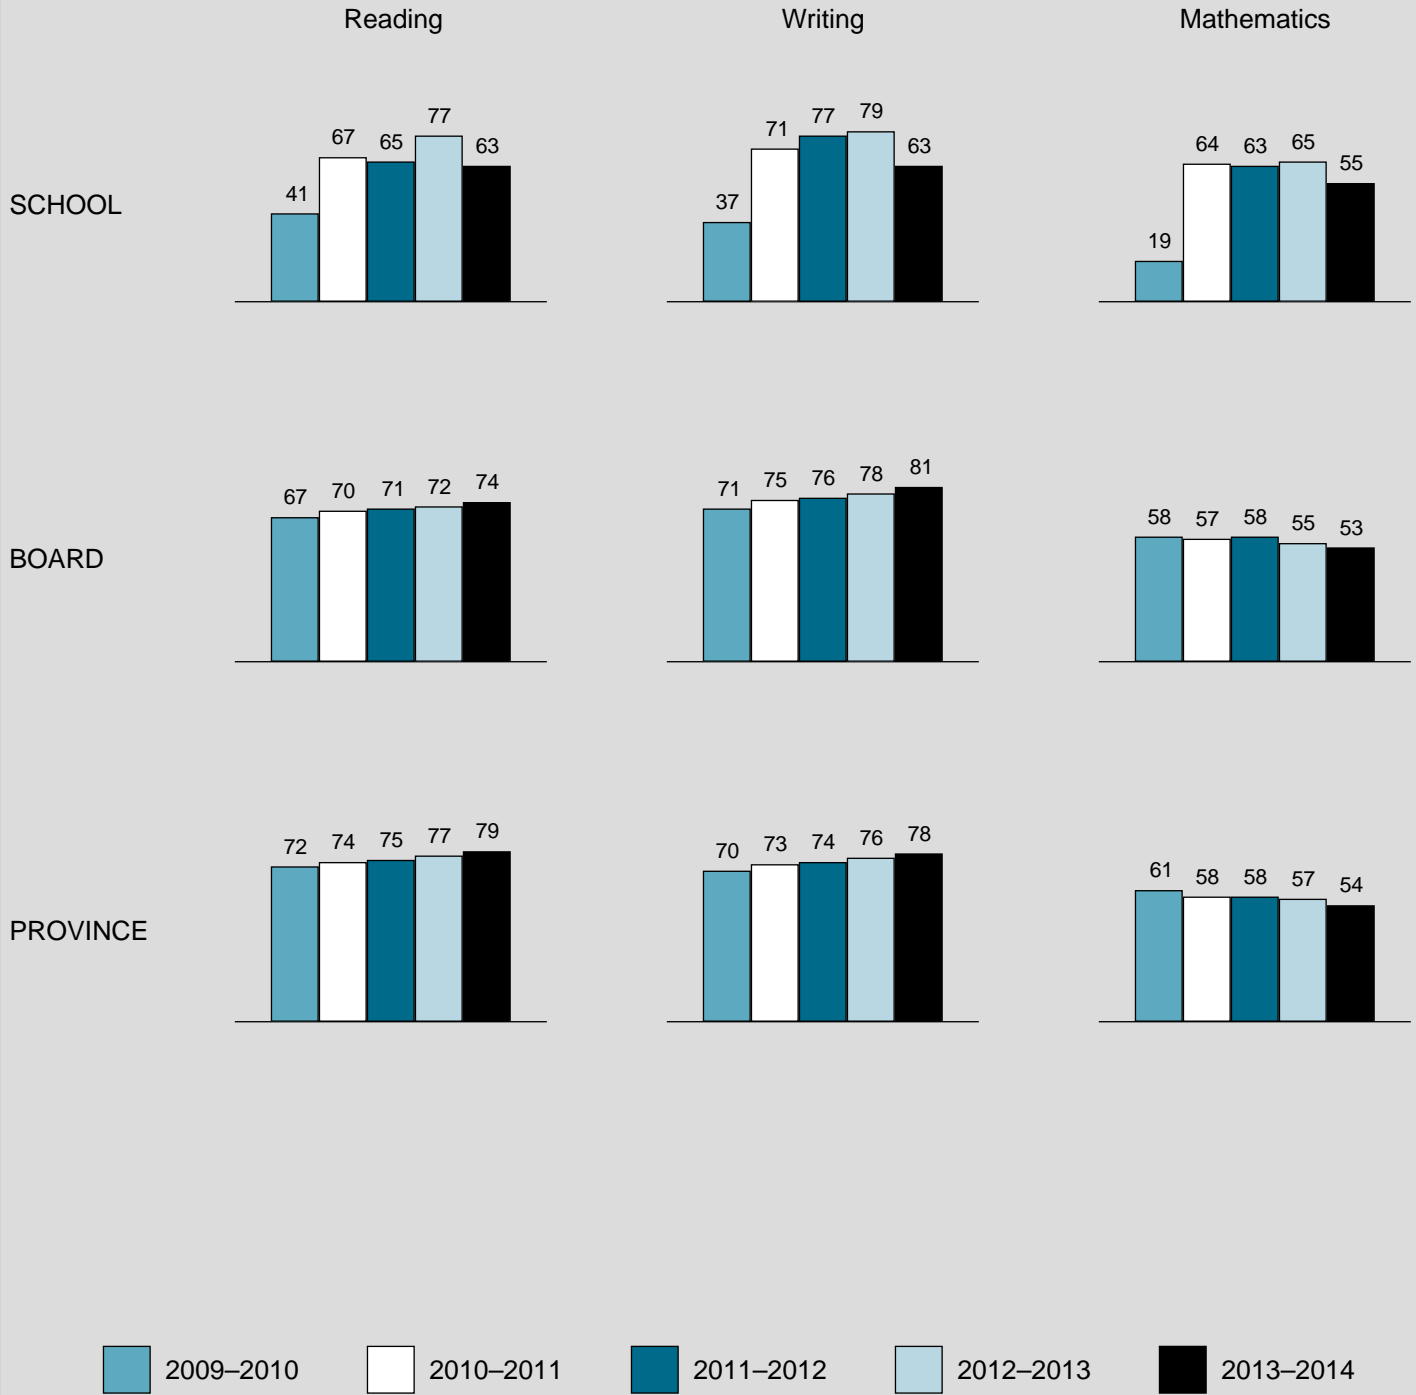 Reading Writing Mathematics
SCHOOL
41 67 65 77 63
37 71 77 79 63
19 64 63 65 55
BOARD
67 70 71 72 74
71 75 76 78 81
58 57 58 55 53
PROVINCE
72 74 75 77 79
70 73 74 76 78
61 58 58 57 54
2009–2010 2010–2011 2011–2012 2012–2013 2013–2014